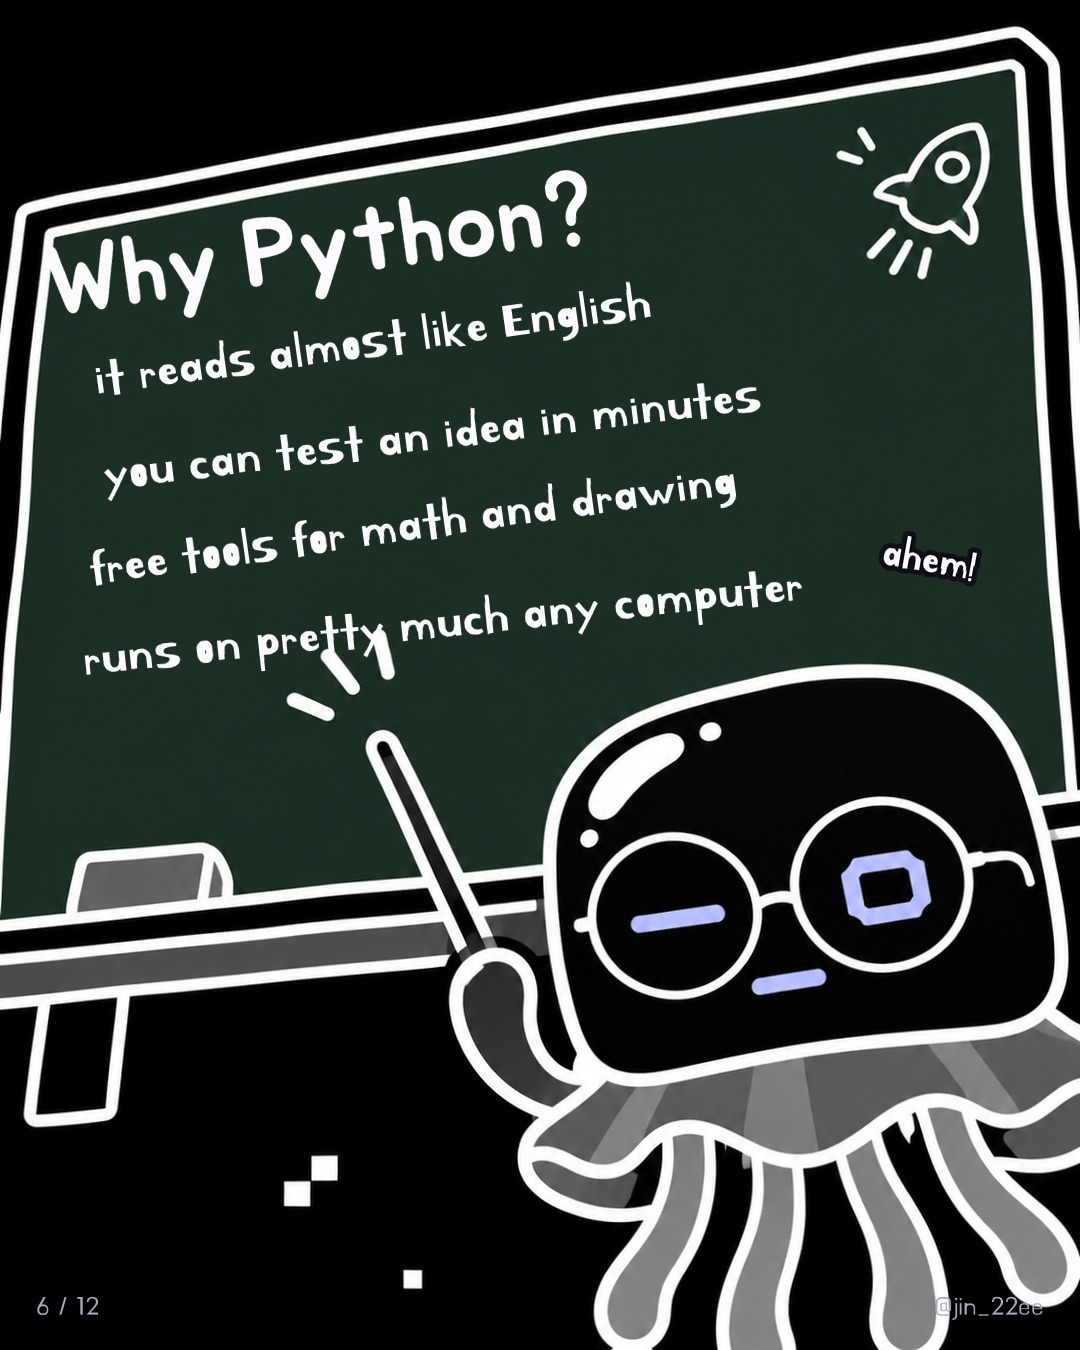 Why Python?
it reads almost like English
you can test an idea in minutes
free tools for math and drawing
runs on pretty much any computer
ahem!
6 / 12
@jin_22ee